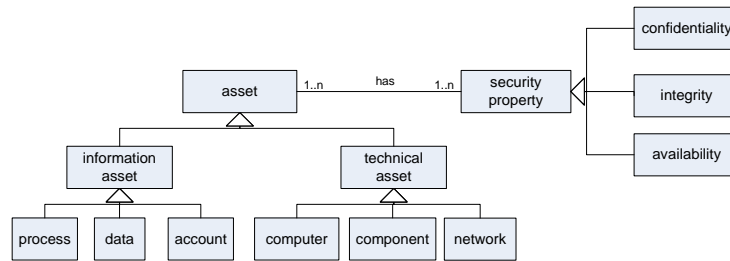 confidentiality
asset
1..n
has
1..n
security
property
integrity
availability
information
asset
technical
asset
process
data
account
computer
component
network